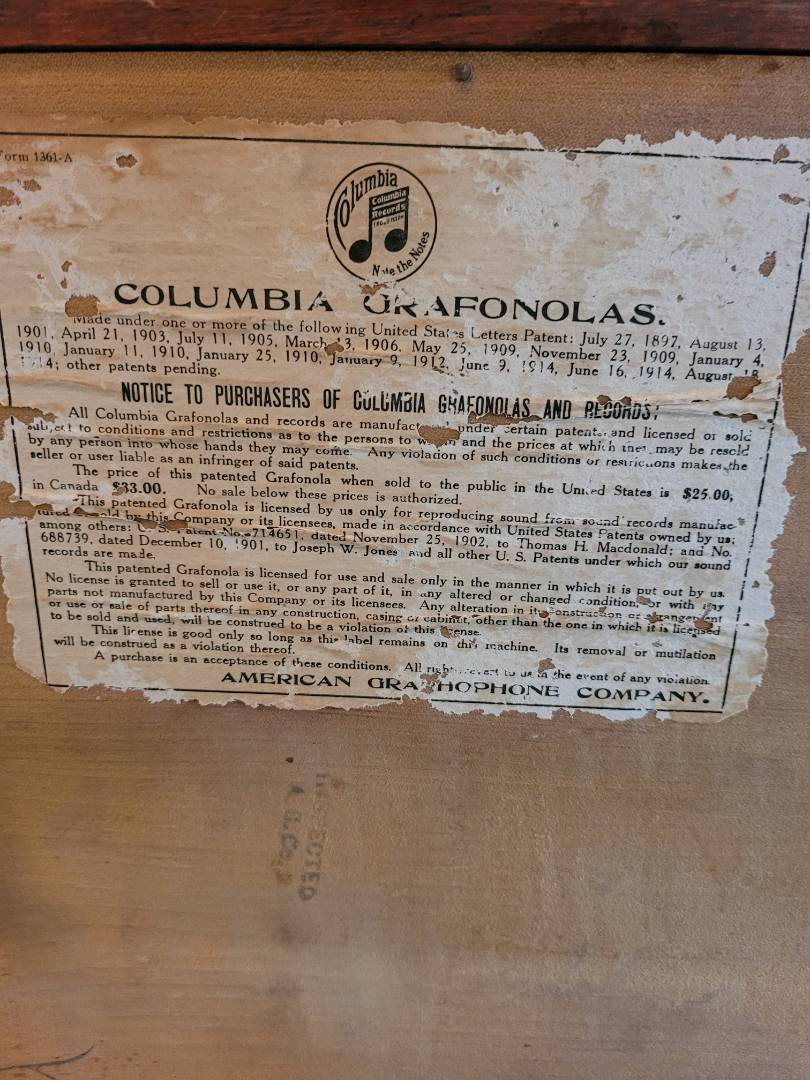 Form 1361-A
Columbia
Columbia
Records
Note the Notes
COLUMBIA GRAFONOLAS.
Made under one or more of the following United States Letters Patent: July 27, 1897, August 13,
1901, April 21, 1903, July 11, 1905, March 13, 1906, May 25, 1909, November 23, 1909, January 4,
1910, January 11, 1910, January 25, 1910, January 9, 1912, June 9, 1914, June 16, 1914, August 18,
1914; other patents pending.
NOTICE TO PURCHASERS OF COLUMBIA GRAFONOLAS AND RECORDS:
All Columbia Grafonolas and records are manufactured under certain patents and licensed or sold
subject to conditions and restrictions as to the persons to whom and the prices at which they may be resold
by any person into whose hands they may come. Any violation of such conditions or restrictions makes the
seller or user liable as an infringer of said patents.
The price of this patented Grafonola when sold to the public in the United States is $25.00;
in Canada $33.00. No sale below these prices is authorized.
This patented Grafonola is licensed by us only for reproducing sound from sound records manufac-
tured and sold by this Company or its licensees, made in accordance with United States Patents owned by us;
among others: U. S. Patent No. 714651, dated November 25, 1902, to Thomas H. Macdonald; and No.
688739, dated December 10, 1901, to Joseph W. Jones and all other U. S. Patents under which our sound
records are made.
This patented Grafonola is licensed for use and sale only in the manner in which it is put out by us.
No license is granted to sell or use it, or any part of it, in any altered or changed condition, or with any
parts not manufactured by this Company or its licensees. Any alteration in its construction or arrangement
or use or sale of parts thereof in any construction, casing or cabinet, other than the one in which it is licensed
to be sold and used, will be construed to be a violation of this license.
This license is good only so long as this label remains on this machine. Its removal or mutilation
will be construed as a violation thereof.
A purchase is an acceptance of these conditions. All rights revert to us in the event of any violation.
AMERICAN GRAPHOPHONE COMPANY.
INSPECTED